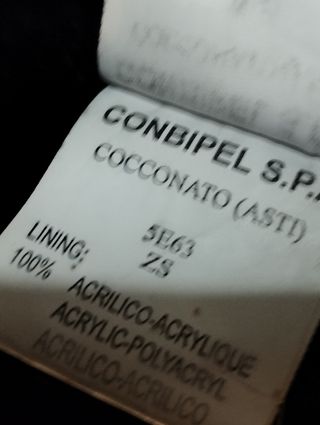 CONBIPEL S.P.
COCCONATO (ASTI)
5E63
ZS
LINING:
100%
ACRILICO-ACRYLIQUE
ACRYLIC-POLYACRYL
ACRILICO-ACRILICO